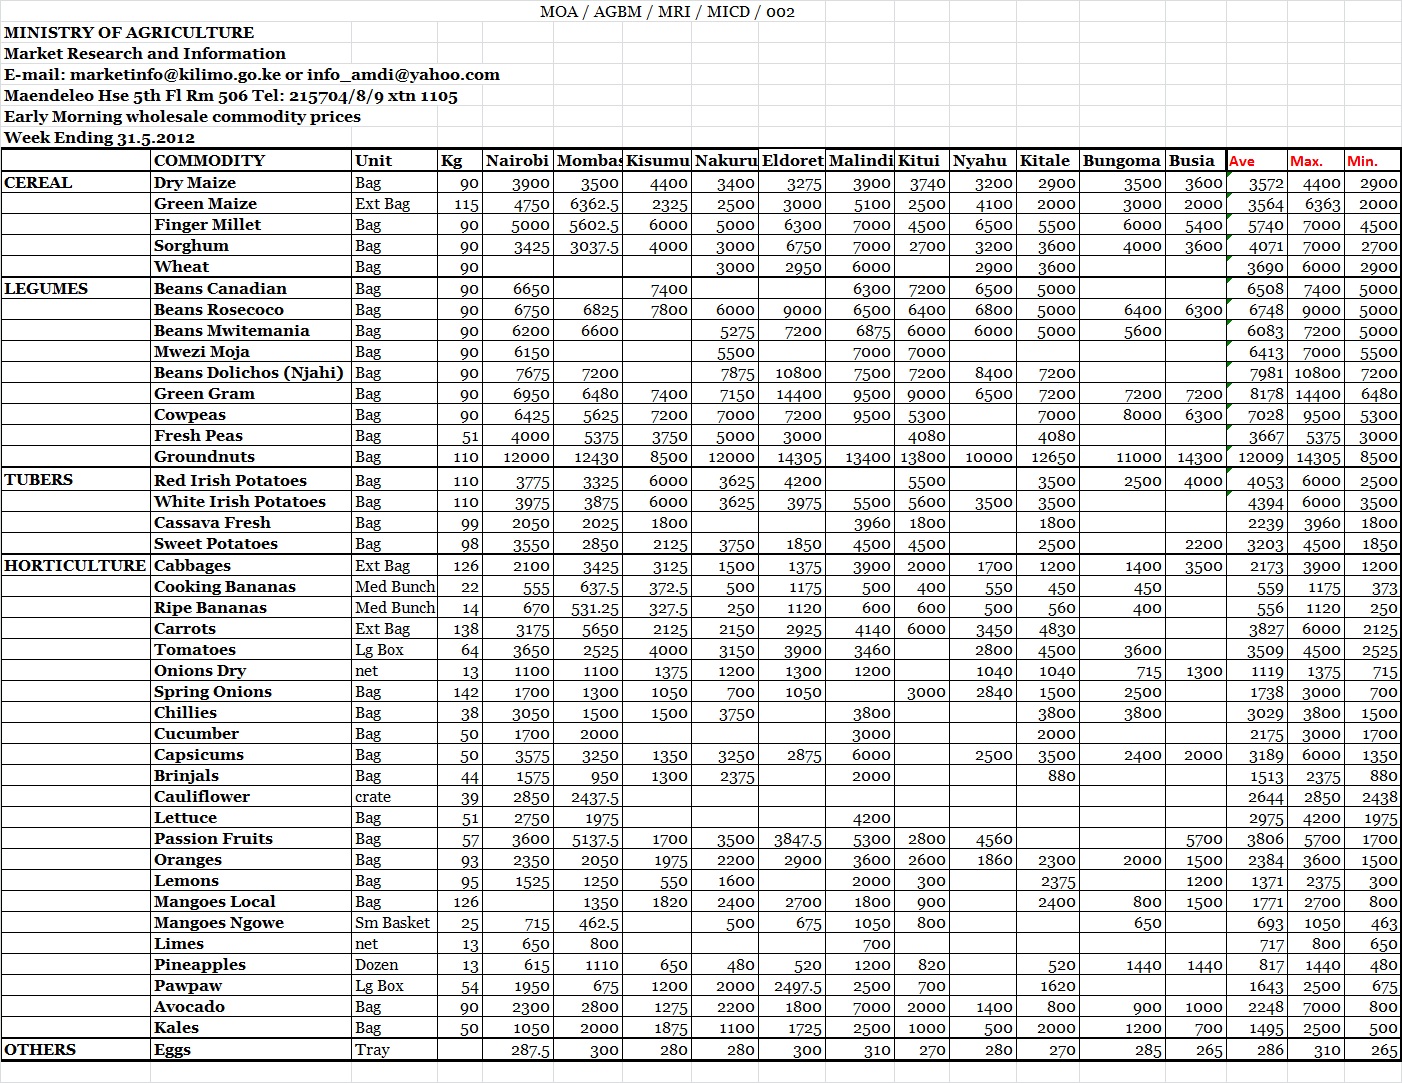 MOA / AGBM / MRI / MICD / 002
MINISTRY OF AGRICULTURE
Market Research and Information
E-mail: marketinfo@kilimo.go.ke or info_amdi@yahoo.com
Maendeleo Hse 5th Fl Rm 506 Tel: 215704/8/9 xtn 1105
Early Morning wholesale commodity prices
Week Ending 31.5.2012
COMMODITY Unit Kg Nairobi Mombas Kisumu Nakuru Eldoret Malindi Kitui Nyahu Kitale Bungoma Busia Ave Max. Min.
CEREAL Dry Maize Bag 90 3900 3500 4400 3400 3275 3900 3740 3200 2900 3500 3600 3572 4400 2900
Green Maize Ext Bag 115 4750 6362.5 2325 2500 3000 5100 2500 4100 2000 3000 2000 3564 6363 2000
Finger Millet Bag 90 5000 5602.5 6000 5000 6300 7000 4500 6500 5500 6000 5400 5740 7000 4500
Sorghum Bag 90 3425 3037.5 4000 3000 6750 7000 2700 3200 3600 4000 3600 4071 7000 2700
Wheat Bag 90 3000 2950 6000 2900 3600 3690 6000 2900
LEGUMES Beans Canadian Bag 90 6650 7400 6300 7200 6500 5000 6508 7400 5000
Beans Rosecoco Bag 90 6750 6825 7800 6000 9000 6500 6400 6800 5000 6400 6300 6748 9000 5000
Beans Mwitemania Bag 90 6200 6600 5275 7200 6875 6000 6000 5000 5600 6083 7200 5000
Mwezi Moja Bag 90 6150 5500 7000 7000 6413 7000 5500
Beans Dolichos (Njahi) Bag 90 7675 7200 7875 10800 7500 7200 8400 7200 7981 10800 7200
Green Gram Bag 90 6950 6480 7400 7150 14400 9500 9000 6500 7200 7200 7200 8178 14400 6480
Cowpeas Bag 90 6425 5625 7200 7000 7200 9500 5300 7000 8000 6300 7028 9500 5300
Fresh Peas Bag 51 4000 5375 3750 5000 3000 4080 4080 3667 5375 3000
Groundnuts Bag 110 12000 12430 8500 12000 14305 13400 13800 10000 12650 11000 14300 12009 14305 8500
TUBERS Red Irish Potatoes Bag 110 3775 3325 6000 3625 4200 5500 3500 2500 4000 4053 6000 2500
White Irish Potatoes Bag 110 3975 3875 6000 3625 3975 5500 5600 3500 3500 4394 6000 3500
Cassava Fresh Bag 99 2050 2025 1800 3960 1800 1800 2239 3960 1800
Sweet Potatoes Bag 98 3550 2850 2125 3750 1850 4500 4500 2500 2200 3203 4500 1850
HORTICULTURE Cabbages Ext Bag 126 2100 3425 3125 1500 1375 3900 2000 1700 1200 1400 3500 2173 3900 1200
Cooking Bananas Med Bunch 22 555 637.5 372.5 500 1175 500 400 550 450 450 559 1175 373
Ripe Bananas Med Bunch 14 670 531.25 327.5 250 1120 600 600 500 560 400 556 1120 250
Carrots Ext Bag 138 3175 5650 2125 2150 2925 4140 6000 3450 4830 3827 6000 2125
Tomatoes Lg Box 64 3650 2525 4000 3150 3900 3460 2800 4500 3600 3509 4500 2525
Onions Dry net 13 1100 1100 1375 1200 1300 1200 1040 1040 715 1300 1119 1375 715
Spring Onions Bag 142 1700 1300 1050 700 1050 3000 2840 1500 2500 1738 3000 700
Chillies Bag 38 3050 1500 1500 3750 3800 3800 3800 3029 3800 1500
Cucumber Bag 50 1700 2000 3000 2000 2175 3000 1700
Capsicums Bag 50 3575 3250 1350 3250 2875 6000 2500 3500 2400 2000 3189 6000 1350
Brinjals Bag 44 1575 950 1300 2375 2000 880 1513 2375 880
Cauliflower crate 39 2850 2437.5 2644 2850 2438
Lettuce Bag 51 2750 1975 4200 2975 4200 1975
Passion Fruits Bag 57 3600 5137.5 1700 3500 3847.5 5300 2800 4560 5700 3806 5700 1700
Oranges Bag 93 2350 2050 1975 2200 2900 3600 2600 1860 2300 2000 1500 2384 3600 1500
Lemons Bag 95 1525 1250 550 1600 2000 300 2375 1200 1371 2375 300
Mangoes Local Bag 126 1350 1820 2400 2700 1800 900 2400 800 1500 1771 2700 800
Mangoes Ngowe Sm Basket 25 715 462.5 500 675 1050 800 650 693 1050 463
Limes net 13 650 800 700 717 800 650
Pineapples Dozen 13 615 1110 650 480 520 1200 820 520 1440 1440 817 1440 480
Pawpaw Lg Box 54 1950 675 1200 2000 2497.5 2500 700 1620 1643 2500 675
Avocado Bag 90 2300 2800 1275 2200 1800 7000 2000 1400 800 900 1000 2248 7000 800
Kales Bag 50 1050 2000 1875 1100 1725 2500 1000 500 2000 1200 700 1495 2500 500
OTHERS Eggs Tray 287.5 300 280 280 300 310 270 280 270 285 265 286 310 265